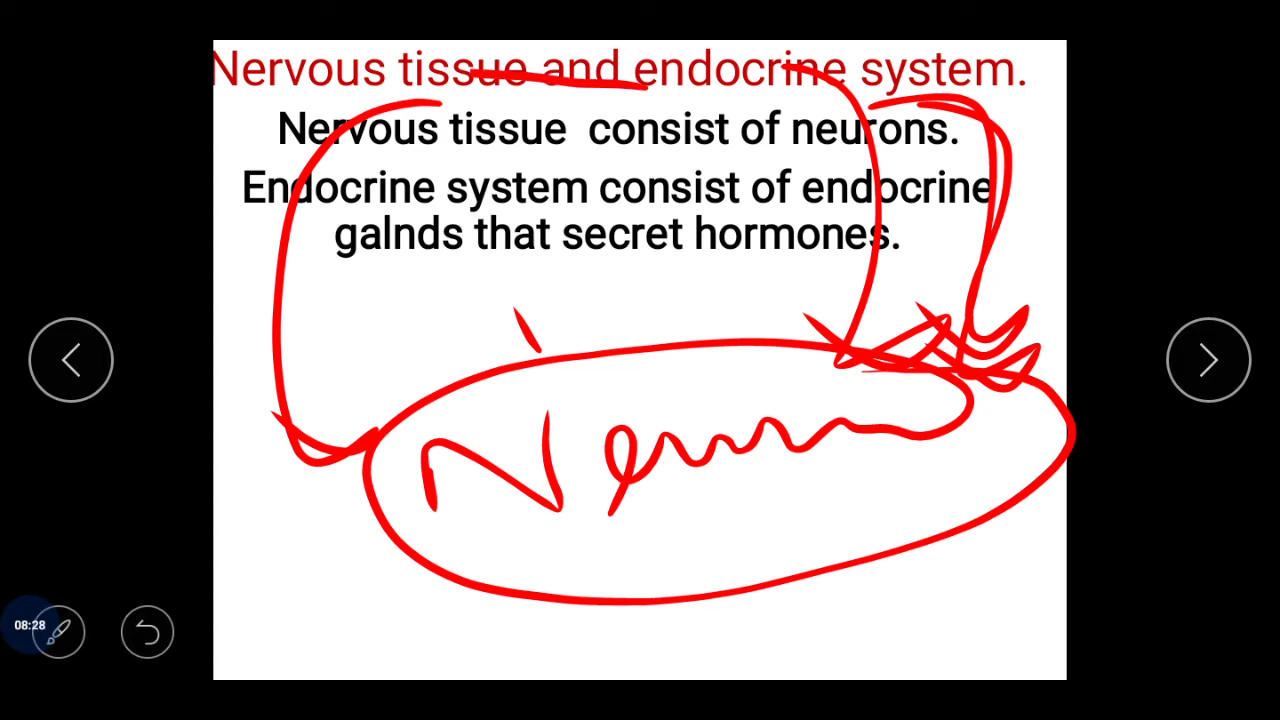 Nervous tissue and endocrine system.
Nervous tissue consist of neurons.
Endocrine system consist of endocrine
galnds that secret hormones.
08:28